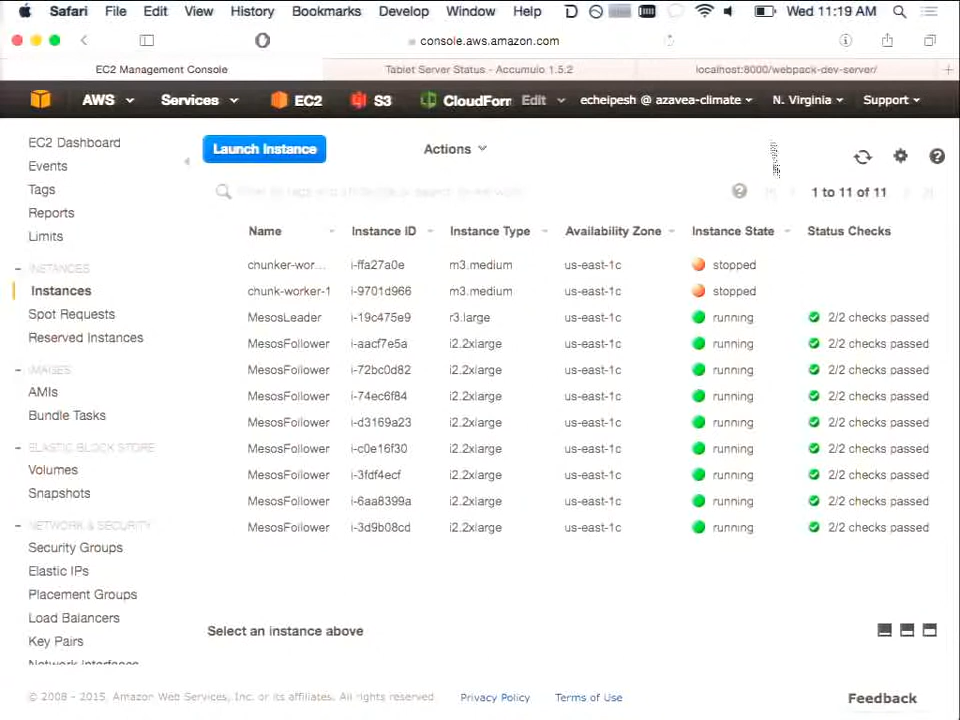 Safari File Edit View History Bookmarks Develop Window Help Wed 11:19 AM
console.aws.amazon.com
EC2 Management Console Tablet Server Status - Accumulo 1.5.2 localhost:8000/webpack-dev-server/
AWS Services EC2 S3 CloudForm Edit echeipesh @ azavea-climate N. Virginia Support
EC2 Dashboard
Events
Tags
Reports
Limits
INSTANCES
Instances
Spot Requests
Reserved Instances
IMAGES
AMIs
Bundle Tasks
ELASTIC BLOCK STORE
Volumes
Snapshots
NETWORK & SECURITY
Security Groups
Elastic IPs
Placement Groups
Load Balancers
Key Pairs
Network Interfaces
Launch Instance Actions
1 to 11 of 11
Name Instance ID Instance Type Availability Zone Instance State Status Checks
chunker-wor... i-ffa27a0e m3.medium us-east-1c stopped
chunk-worker-1 i-9701d966 m3.medium us-east-1c stopped
MesosLeader i-19c475e9 r3.large us-east-1c running 2/2 checks passed
MesosFollower i-aacf7e5a i2.2xlarge us-east-1c running 2/2 checks passed
MesosFollower i-72bc0d82 i2.2xlarge us-east-1c running 2/2 checks passed
MesosFollower i-74ec6f84 i2.2xlarge us-east-1c running 2/2 checks passed
MesosFollower i-d3169a23 i2.2xlarge us-east-1c running 2/2 checks passed
MesosFollower i-c0e16f30 i2.2xlarge us-east-1c running 2/2 checks passed
MesosFollower i-3fdf4ecf i2.2xlarge us-east-1c running 2/2 checks passed
MesosFollower i-6aa8399a i2.2xlarge us-east-1c running 2/2 checks passed
MesosFollower i-3d9b08cd i2.2xlarge us-east-1c running 2/2 checks passed
Select an instance above
© 2008 - 2015, Amazon Web Services, Inc. or its affiliates. All rights reserved. Privacy Policy Terms of Use Feedback